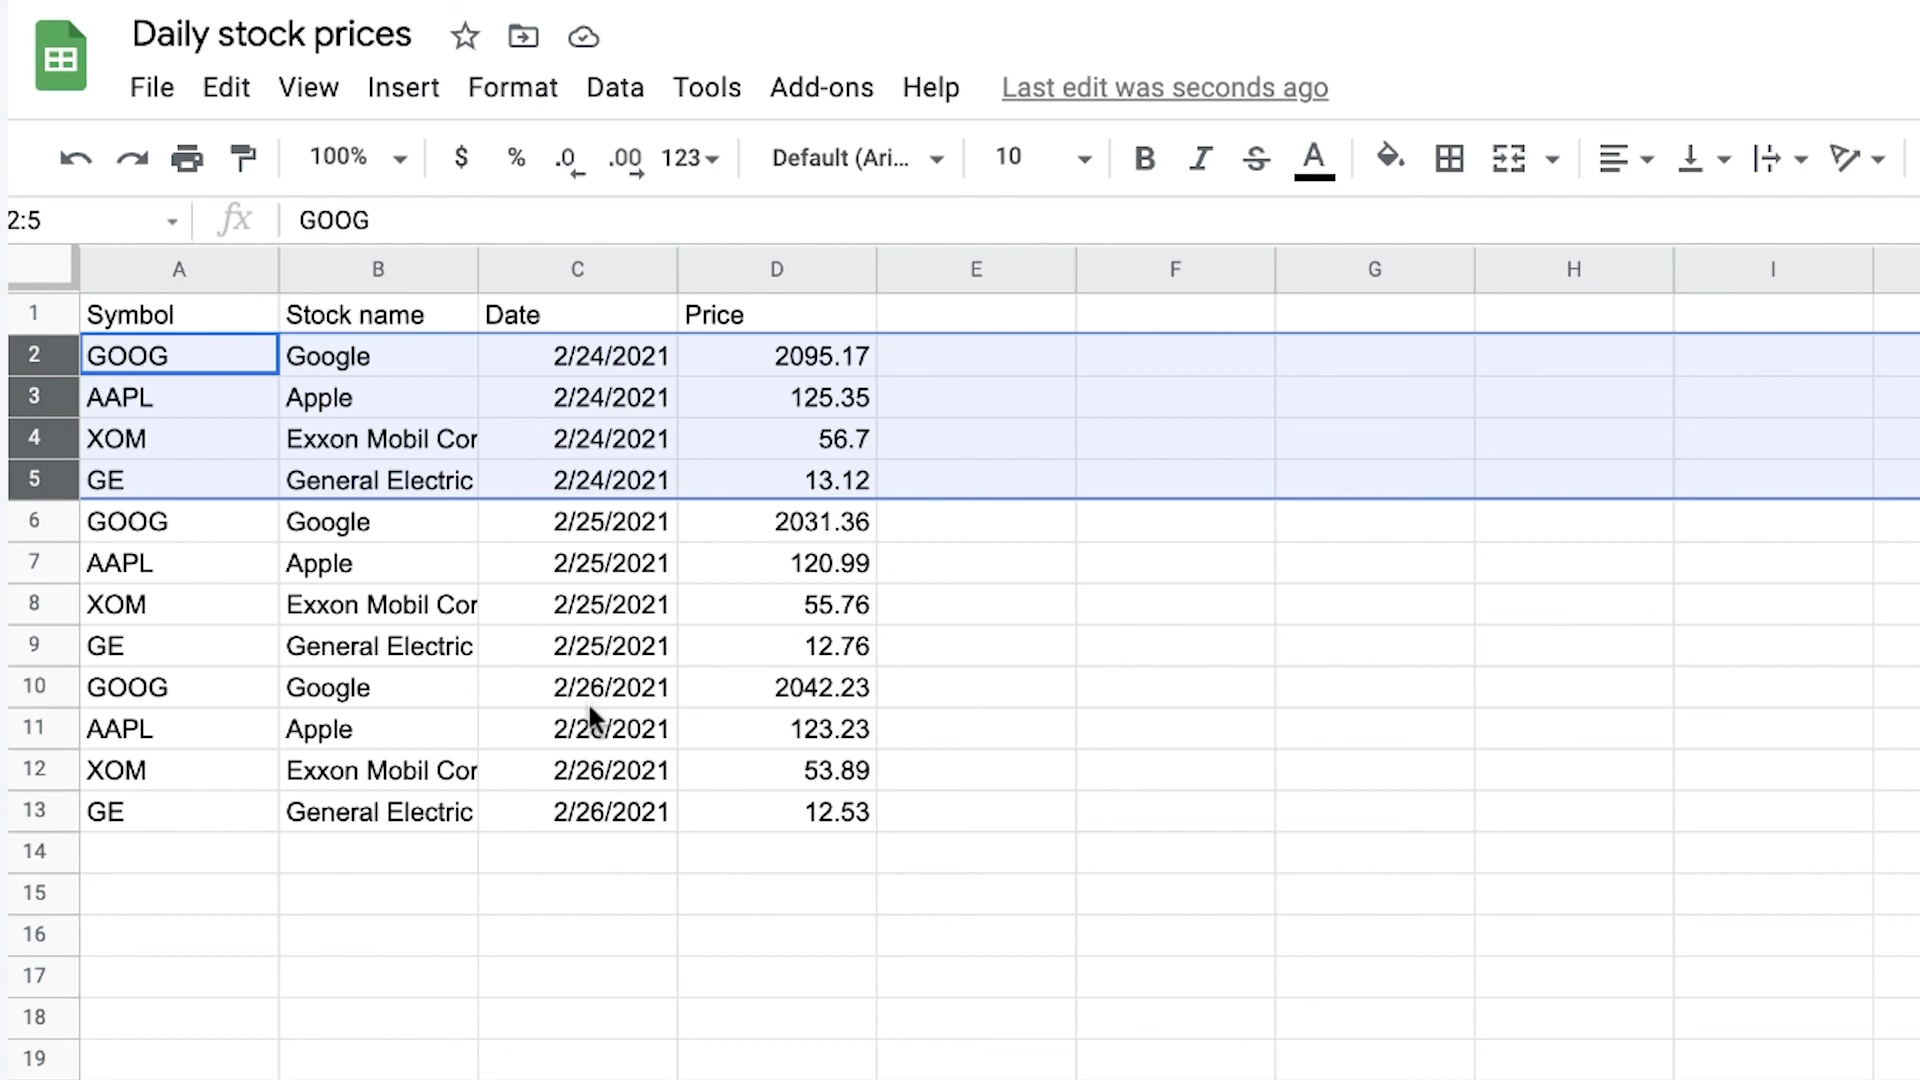 Daily stock prices
File Edit View Insert Format Data Tools Add-ons Help Last edit was seconds ago
100% $ % .0 .00 123 Default (Ari... 10 B I S A
2:5 fx GOOG
A B C D E F G H I
1 Symbol Stock name Date Price
2 GOOG Google 2/24/2021 2095.17
3 AAPL Apple 2/24/2021 125.35
4 XOM Exxon Mobil Cor 2/24/2021 56.7
5 GE General Electric 2/24/2021 13.12
6 GOOG Google 2/25/2021 2031.36
7 AAPL Apple 2/25/2021 120.99
8 XOM Exxon Mobil Cor 2/25/2021 55.76
9 GE General Electric 2/25/2021 12.76
10 GOOG Google 2/26/2021 2042.23
11 AAPL Apple 2/26/2021 123.23
12 XOM Exxon Mobil Cor 2/26/2021 53.89
13 GE General Electric 2/26/2021 12.53
14
15
16
17
18
19